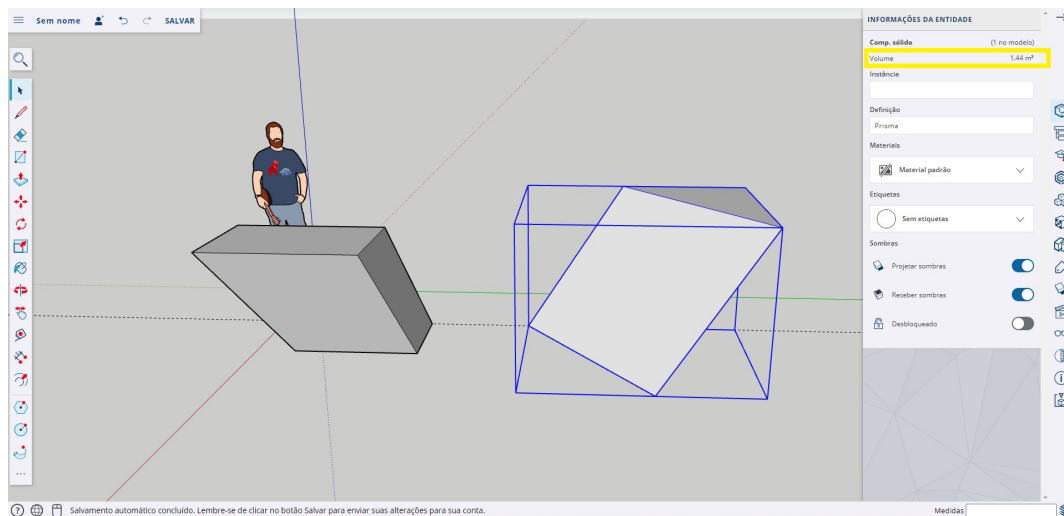 Sem nome SALVAR
INFORMAÇÕES DA ENTIDADE
Comp. sólido (1 no modelo)
Volume 1.44 m³
Instância
Definição
Prisma
Materiais
Material padrão
Etiquetas
Sem etiquetas
Sombras
Projetar sombras
Receber sombras
Desbloqueado
Salvamento automático concluído. Lembre-se de clicar no botão Salvar para enviar suas alterações para sua conta.
Medidas